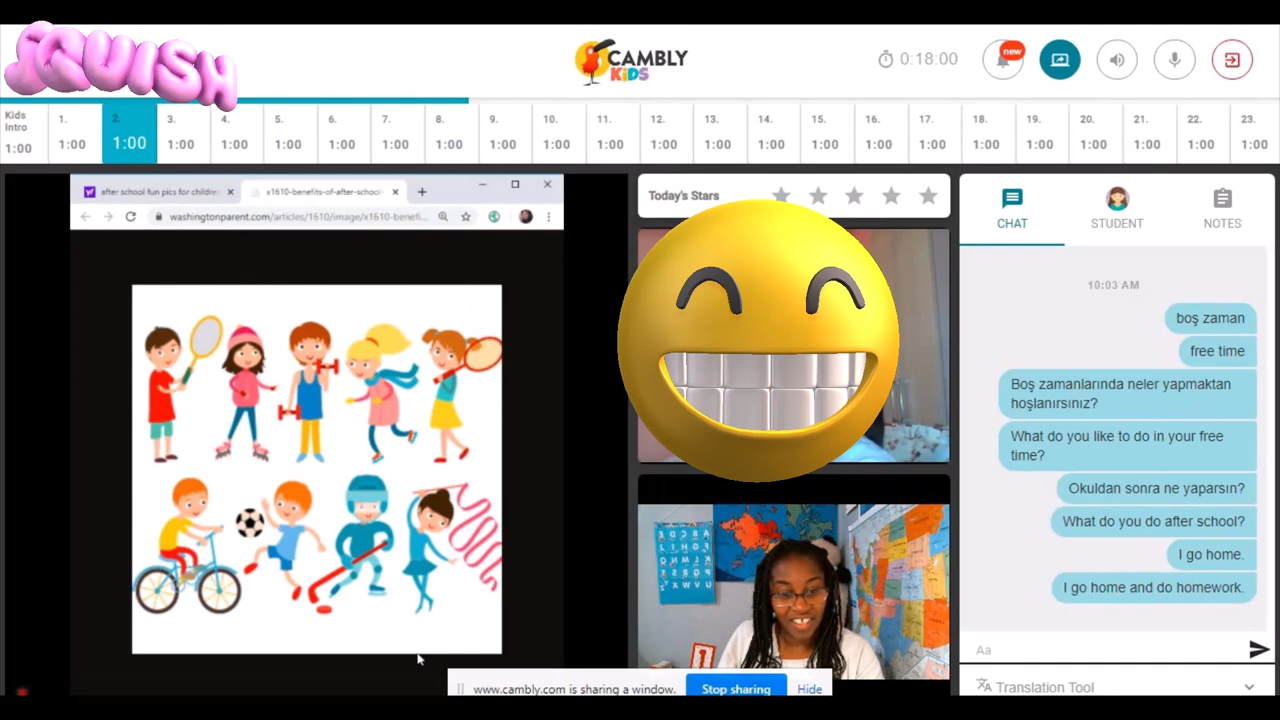 SQUISH
CAMBLY
KiDS
0:18:00
new
Kids Intro 1:00
1. 1:00
2. 1:00
3. 1:00
4. 1:00
5. 1:00
6. 1:00
7. 1:00
8. 1:00
9. 1:00
10. 1:00
11. 1:00
12. 1:00
13. 1:00
14. 1:00
15. 1:00
16. 1:00
17. 1:00
18. 1:00
19. 1:00
20. 1:00
21. 1:00
22. 1:00
23. 1:00
after school fun pics for children
x1610-benefits-of-after-school-
washingtonparent.com/articles/1610/image/x1610-benefi...
Today's Stars
CHAT
STUDENT
NOTES
10:03 AM
boş zaman
free time
Boş zamanlarında neler yapmaktan
hoşlanırsınız?
What do you like to do in your free
time?
Okuldan sonra ne yaparsın?
What do you do after school?
I go home.
I go home and do homework.
Aa
Translation Tool
www.cambly.com is sharing a window.
Stop sharing
Hide